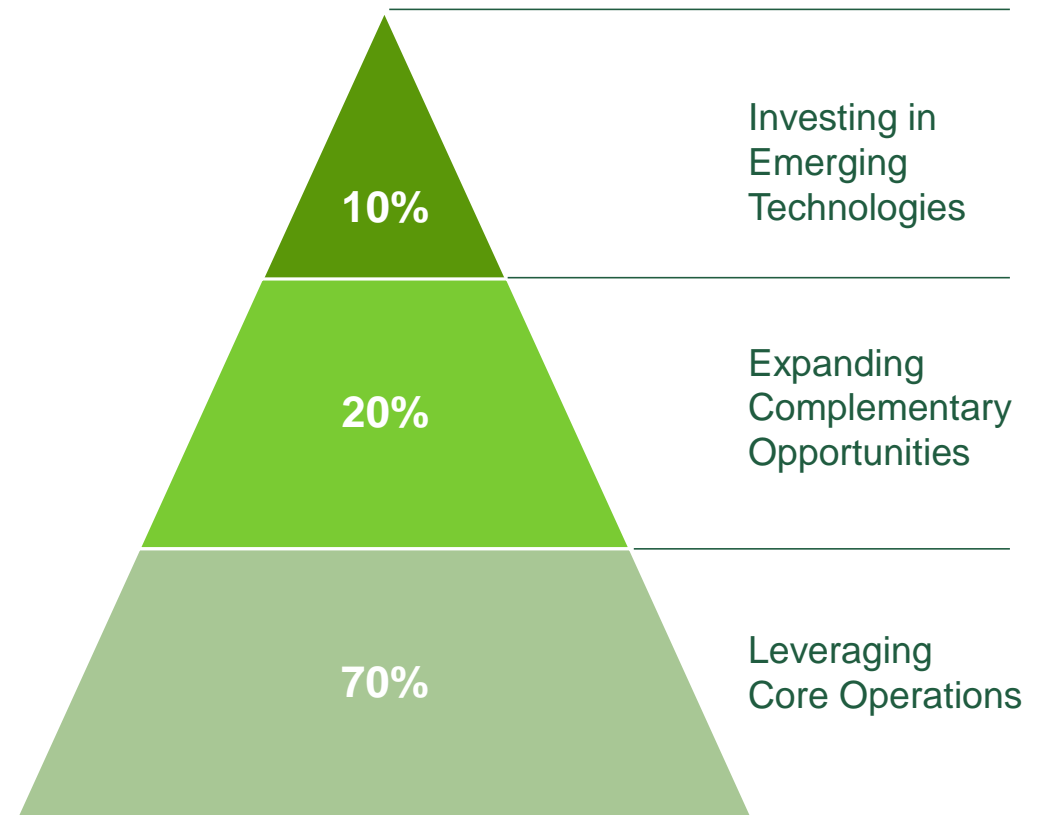 10%
Investing in
Emerging
Technologies
20%
Expanding
Complementary
Opportunities
70%
Leveraging
Core Operations